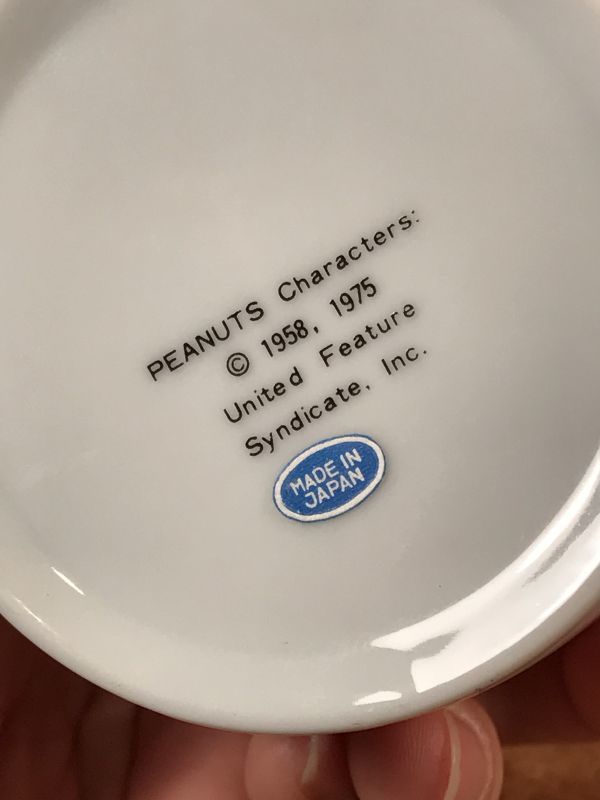 PEANUTS Characters:
© 1958, 1975
United Feature
Syndicate, Inc.
MADE IN
JAPAN